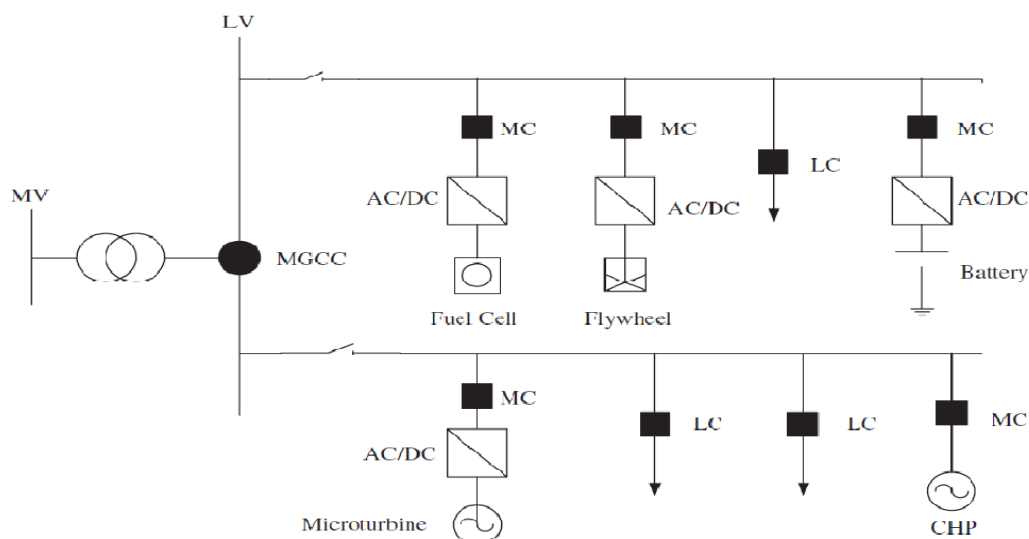 LV
MC
MC
LC
MC
MV
AC/DC
AC/DC
AC/DC
MGCC
Battery
Fuel Cell
Flywheel
MC
LC
LC
MC
AC/DC
Microturbine
CHP